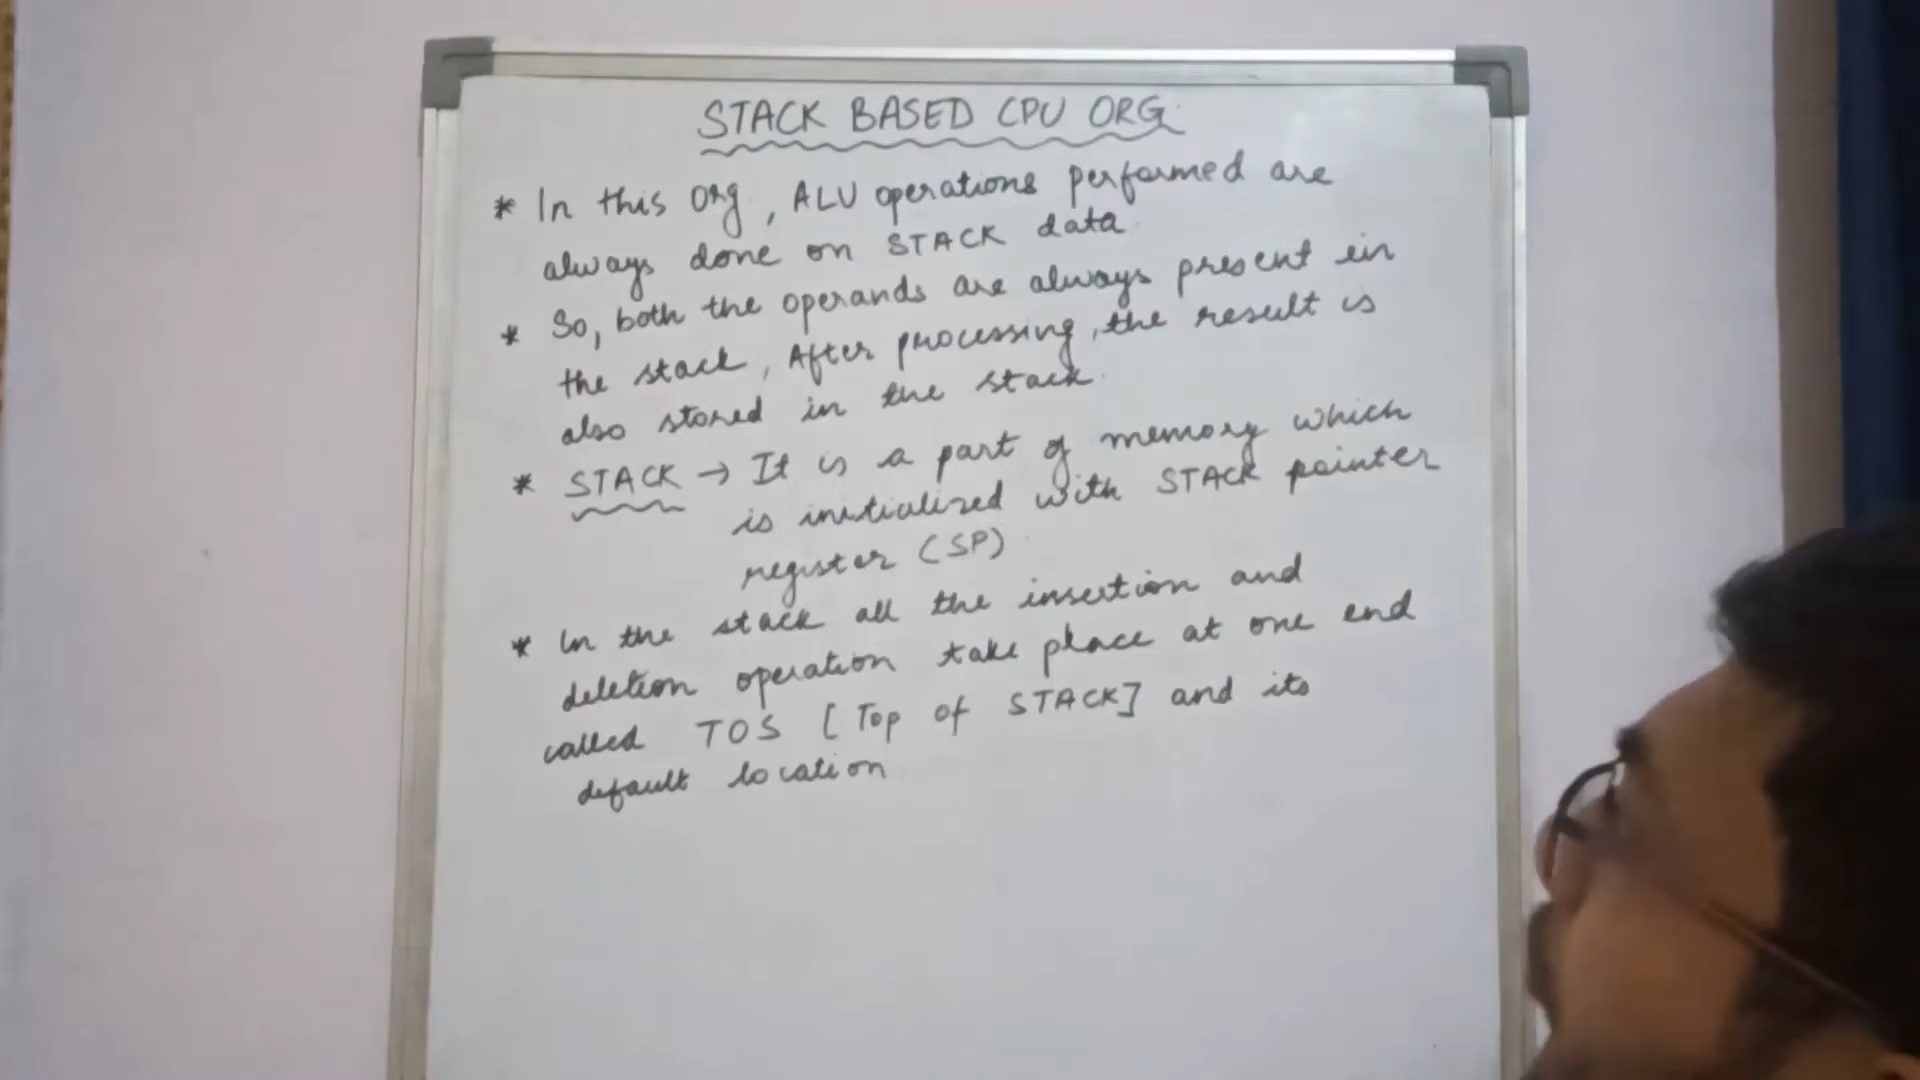 STACK BASED CPU ORG.
* In this Org, ALU operations performed are
always done on STACK data
* So, both the operands are always present in
the stack, After processing, the result is
also stored in the stack.
* STACK → It is a part of memory which
is initialized with STACK pointer
register (SP).
* In the stack all the insertion and
deletion operation take place at one end
called TOS [Top of STACK] and its
default location